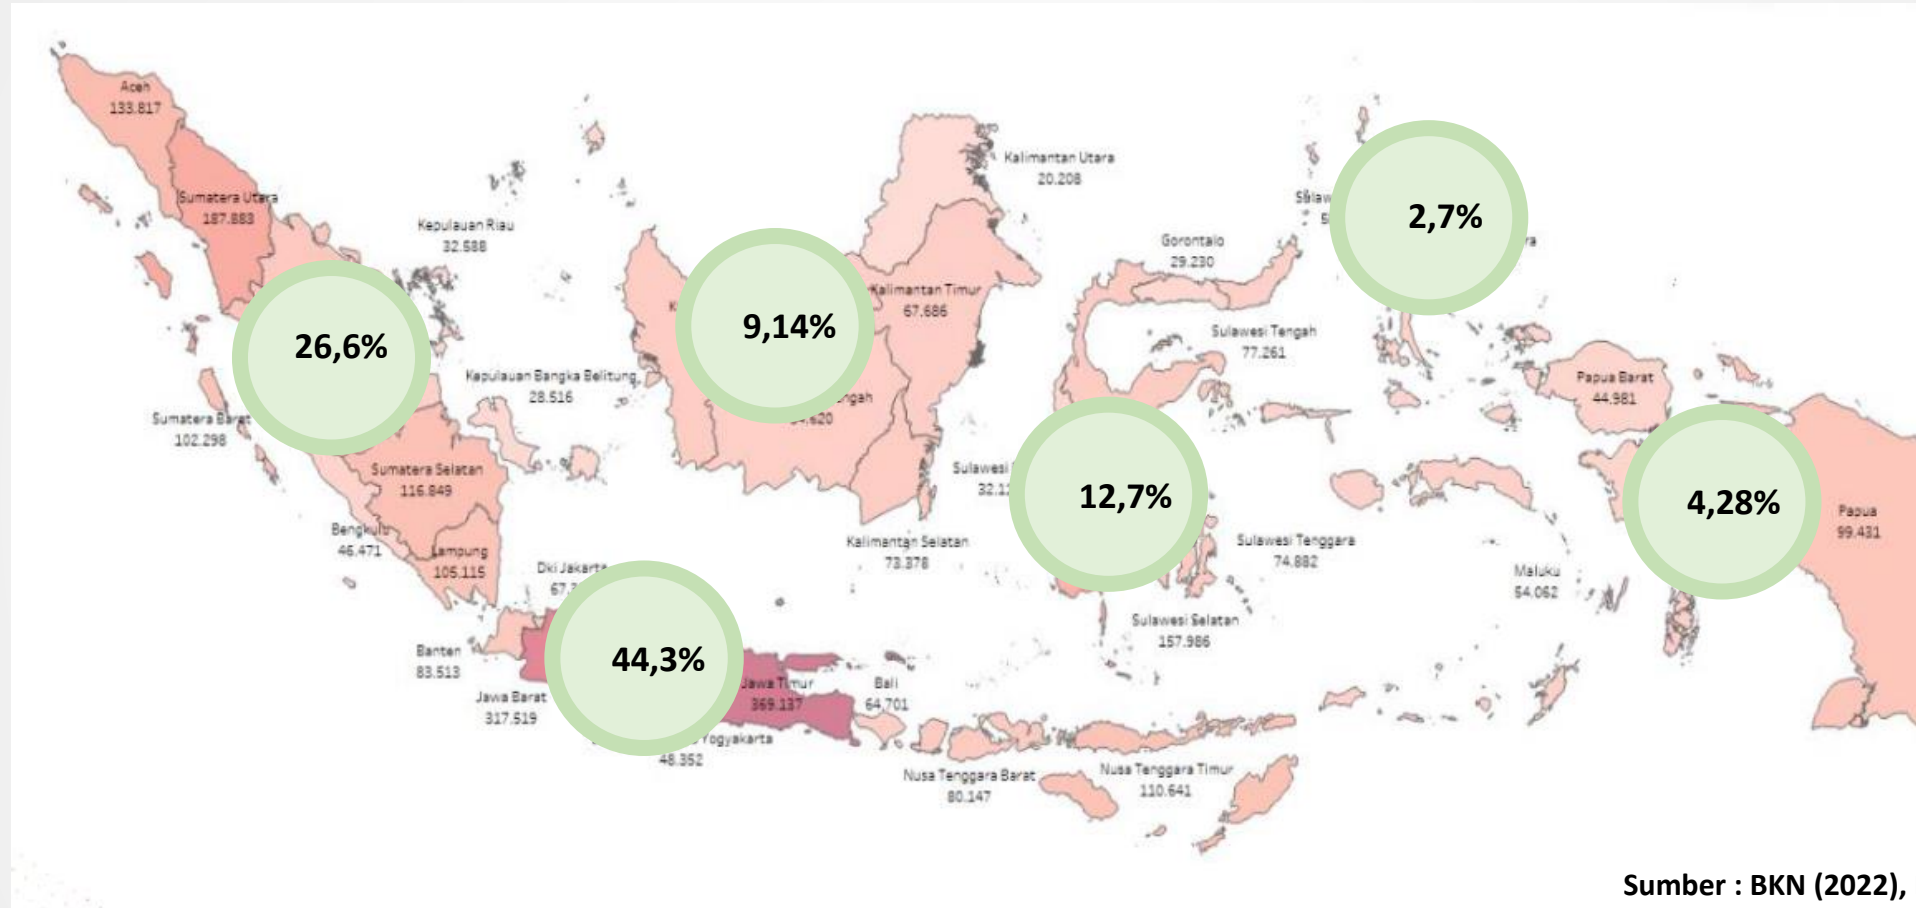 Aceh
133.817
Sumatera Utara
187.883
Kepulauan Riau
32.588
26,6%
Sumatera Barat
102.298
Kepulauan Bangka Belitung
28.516
Sumatera Selatan
116.849
Bengkulu
46.471
Lampung
105.115
Dki Jakarta
Banten
83.513
Jawa Barat
317.519
44,3%
Yogyakarta
48.352
Jawa Timur
369.137
Bali
64.701
Nusa Tenggara Barat
80.147
Nusa Tenggara Timur
110.641
Kalimantan Utara
20.208
Kalimantan Timur
67.686
9,14%
Kalimantan Selatan
73.378
Gorontalo
29.230
Sulawesi Tengah
77.261
Sulawesi
12,7%
Sulawesi Tenggara
74.882
Sulawesi Selatan
157.986
2,7%
Maluku
54.062
Papua Barat
44.981
4,28%
Papua
99.431
Sumber : BKN (2022),